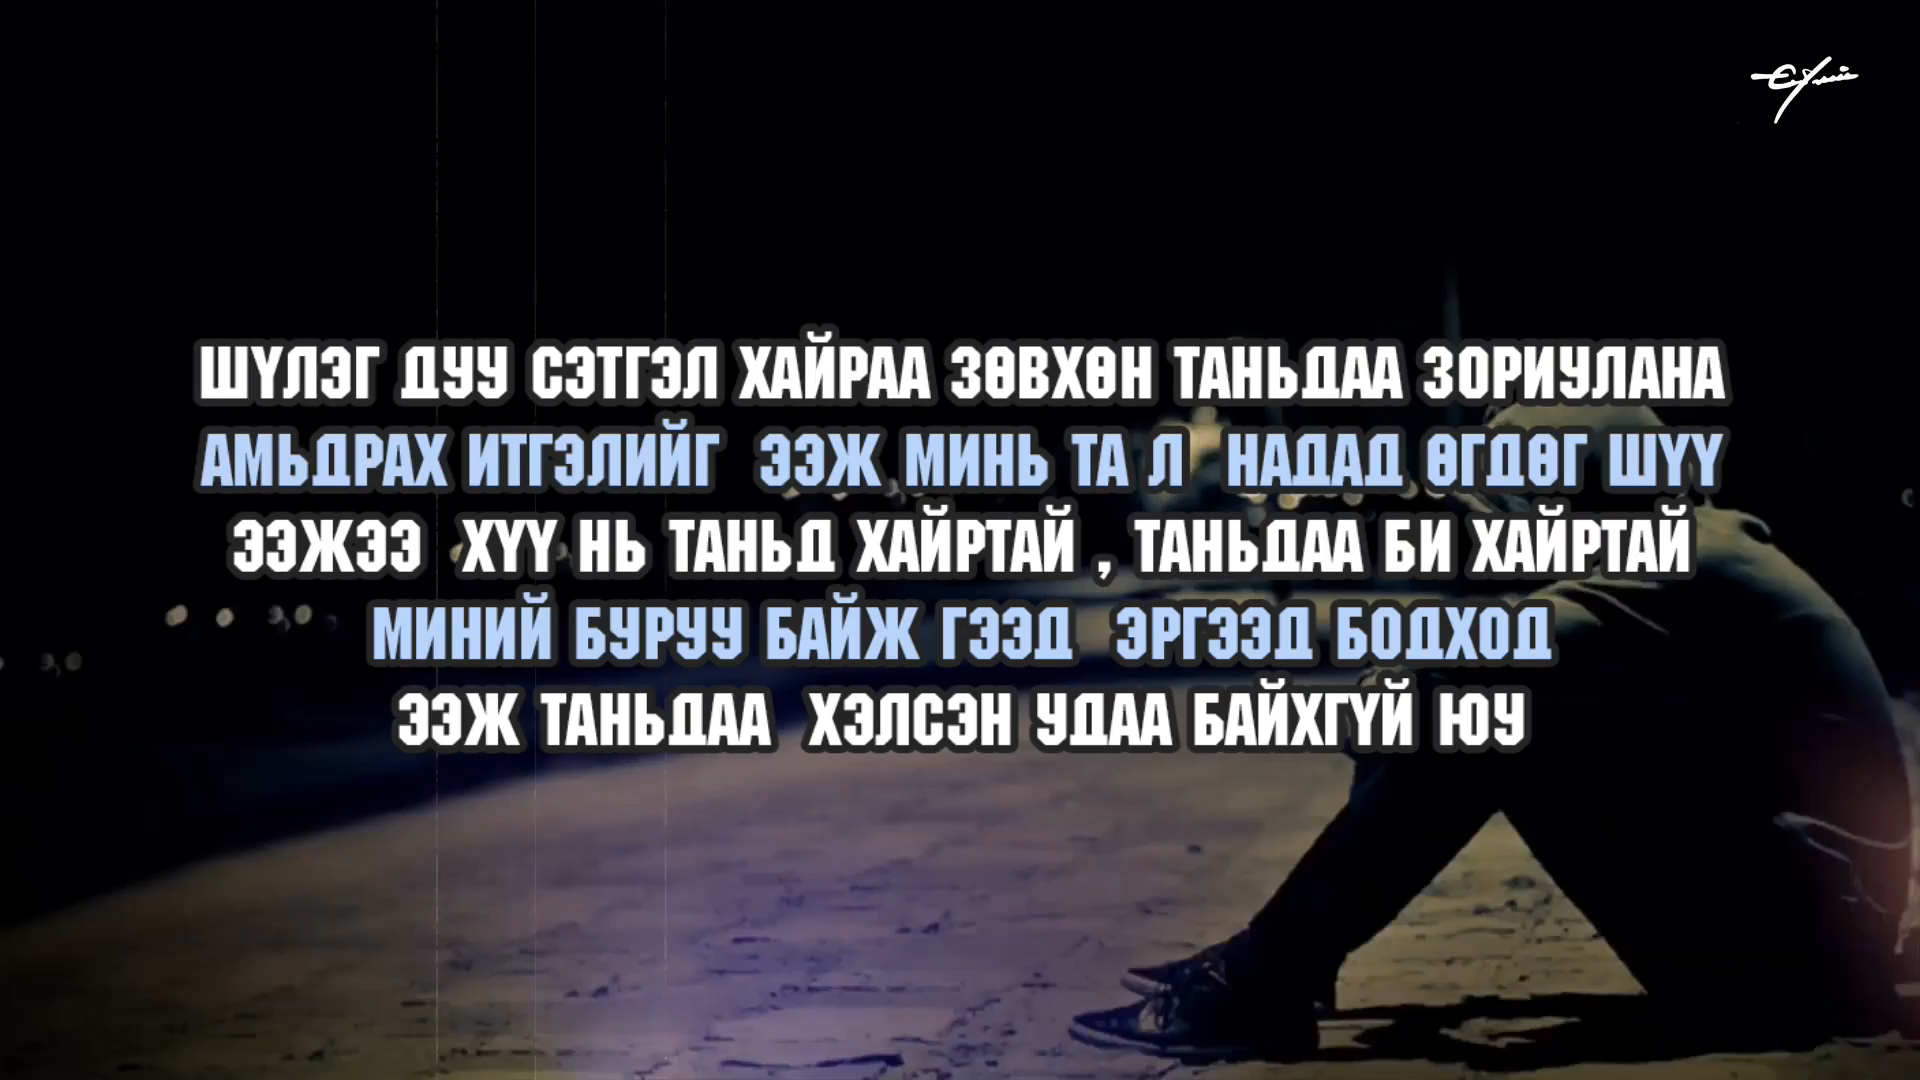 ШҮЛЭГ ДУУ СЭТГЭЛ ХАЙРАА ЗӨВХӨН ТАНЬДАА ЗОРИУЛАНА
АМЬДРАХ ИТГЭЛИЙГ ЭЭЖ МИНЬ ТА Л НАДАД ӨГДӨГ ШҮҮ
ЭЭЖЭЭ ХҮҮ НЬ ТАНЬД ХАЙРТАЙ , ТАНЬДАА БИ ХАЙРТАЙ
МИНИЙ БУРУУ БАЙЖ ГЭЭД ЭРГЭЭД БОДХОД
ЭЭЖ ТАНЬДАА ХЭЛСЭН УДАА БАЙХГҮЙ ЮУ